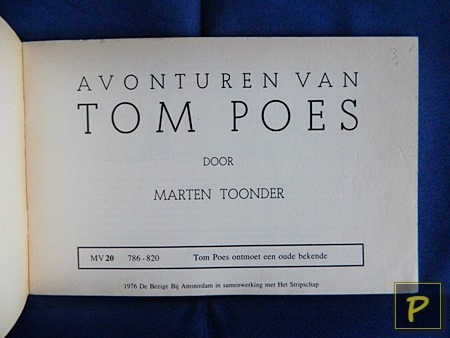 3,
AVONTUREN VAN
TOM POES
DOOR
MARTEN TOONDER
MV 20 786-820 Tom Poes ontmoet een oude bekende
1976 De Bezige Bij Amsterdam in samenwerking met Het Stripschap
P